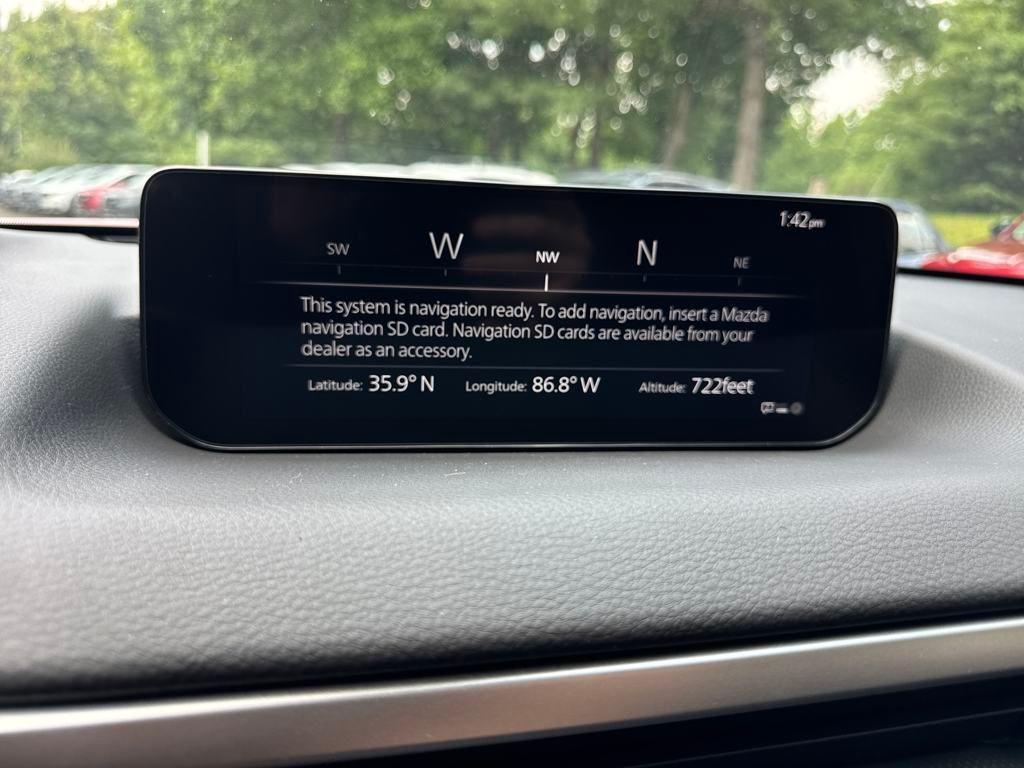 1:42pm
SW W NW N NE
This system is navigation ready. To add navigation, insert a Mazda
navigation SD card. Navigation SD cards are available from your
dealer as an accessory.
Latitude: 35.9° N Longitude: 86.8° W Altitude: 722feet